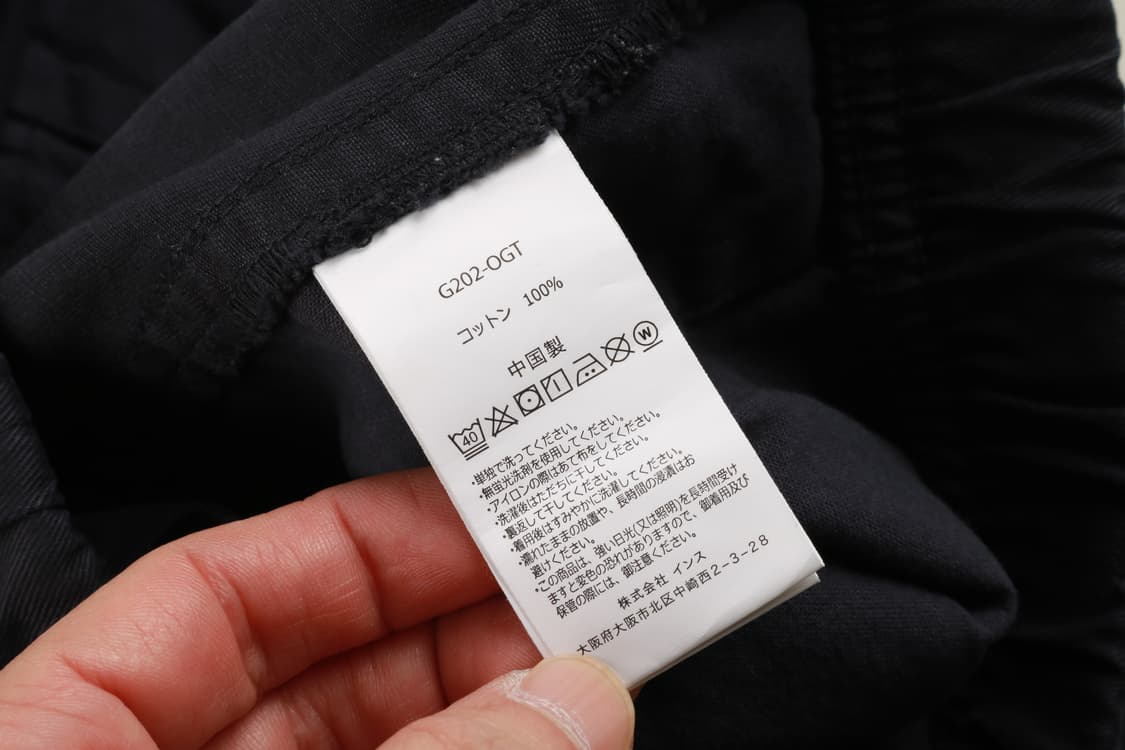 G202-OGT
コットン 100%
中国製
40 W
・単独で洗ってください。
・無蛍光洗剤を使用してください。
・アイロンの際はあて布をしてください。
・洗濯後はただちに干してください。
・裏返して干してください。
・着用後はすみやかに洗濯してください。
・濡れたままの放置や、長時間の浸漬はお
避けください。
・この商品は、強い日光(又は照明)を長時間受け
ますと変色の恐れがありますので、御着用及び
保管の際には、御注意ください。
株式会社 インス
大阪府大阪市北区中崎西2-3-28